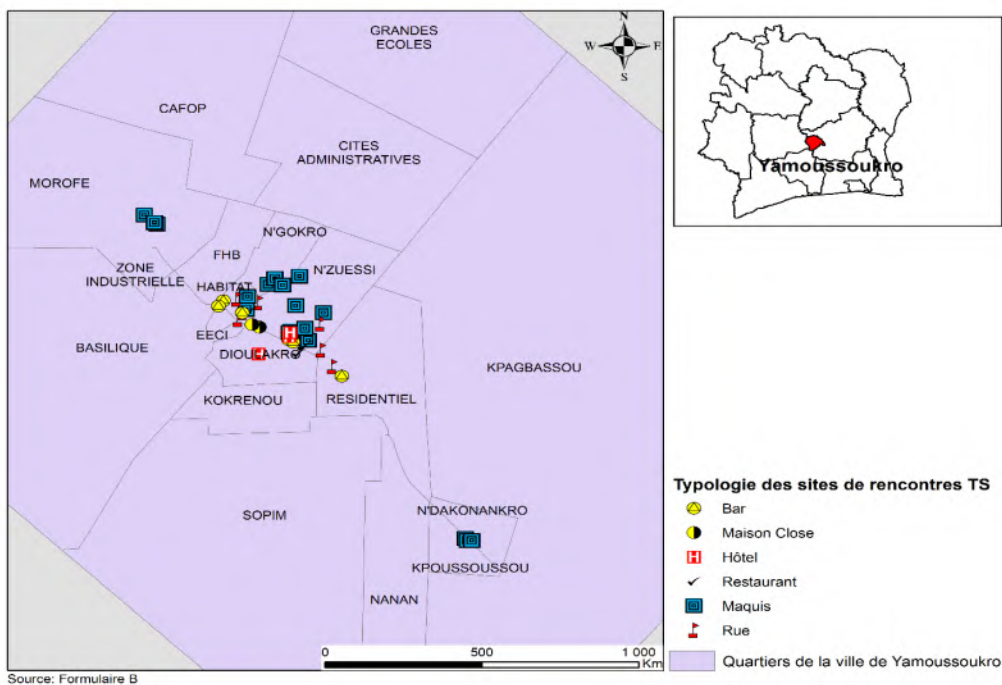 GRANDES
ECOLES
N
W E
S
CAFOP
CITES
ADMINISTRATIVES
MOROFE
N'GOKRO
FHB
ZONE
INDUSTRIELLE
N'ZUESSI
HABITAT
EECI
BASILIQUE
DIOULAKRO
H
H
KPAGBASSOU
KOKRENOU
RESIDENTIEL
SOPIM
N'DAKONANKRO
KPOUSSOUSSOU
NANAN
0 500 1 000
Km
Source: Formulaire B
Yamoussoukro
Typologie des sites de rencontres TS
Bar
Maison Close
H Hôtel
Restaurant
Maquis
Rue
Quartiers de la ville de Yamoussoukro